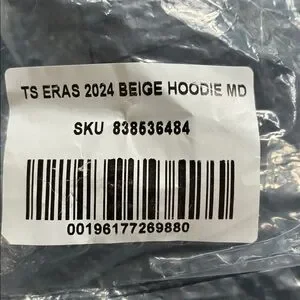 TS ERAS 2024 BEIGE HOODIE MD
SKU 838536484
00196177269880